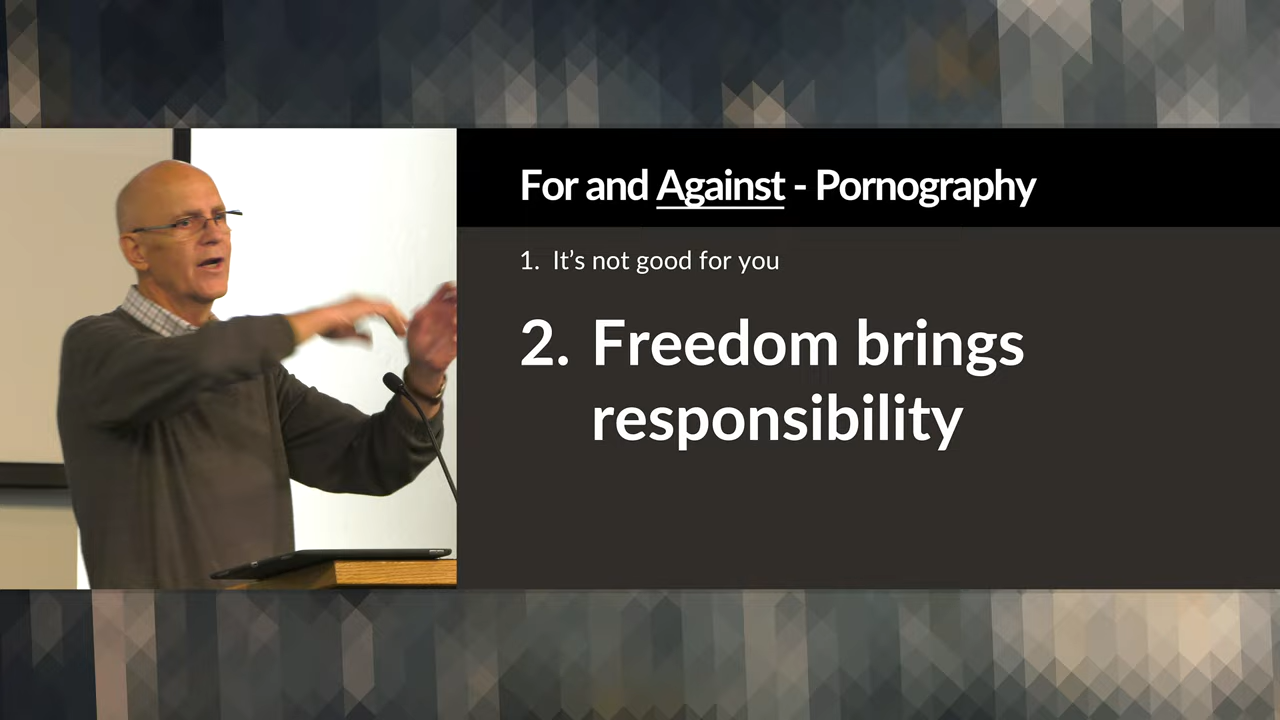 For and Against - Pornography
1. It’s not good for you
2. Freedom brings
responsibility